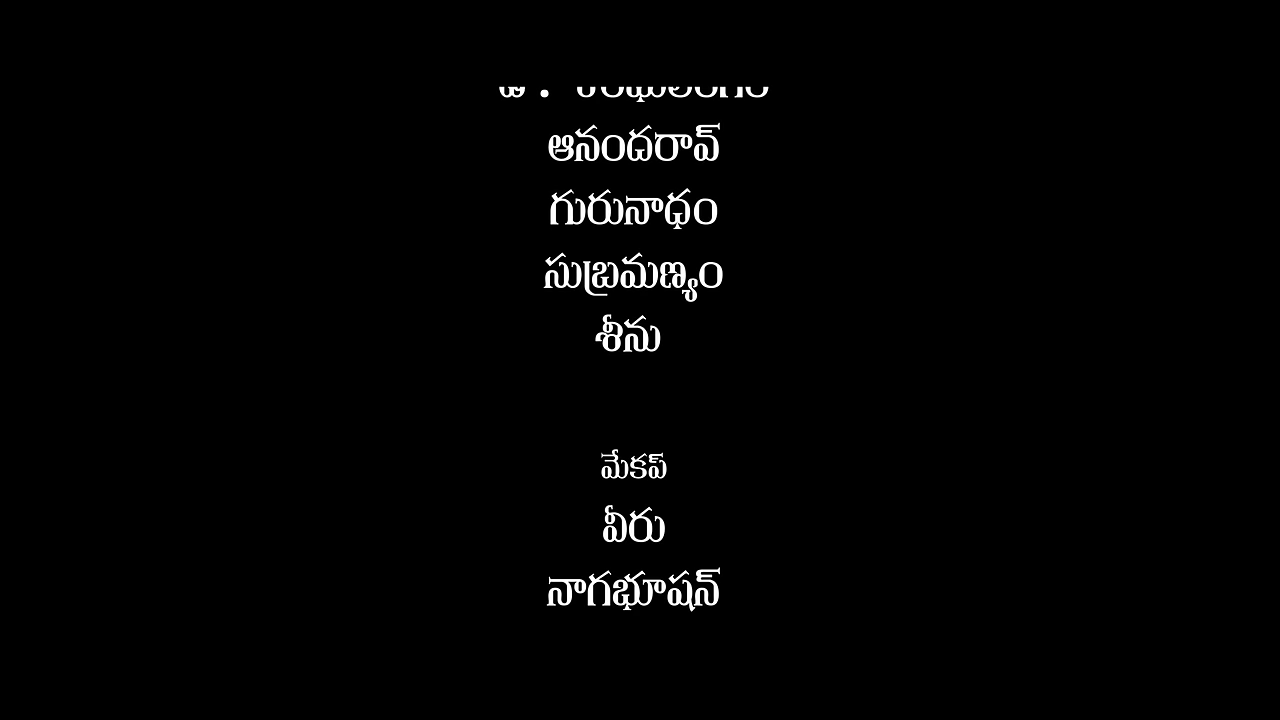 ఆనందరావ్
గురునాధం
సుబ్రమణ్యం
శీను
మేకప్
వీరు
నాగభూషన్